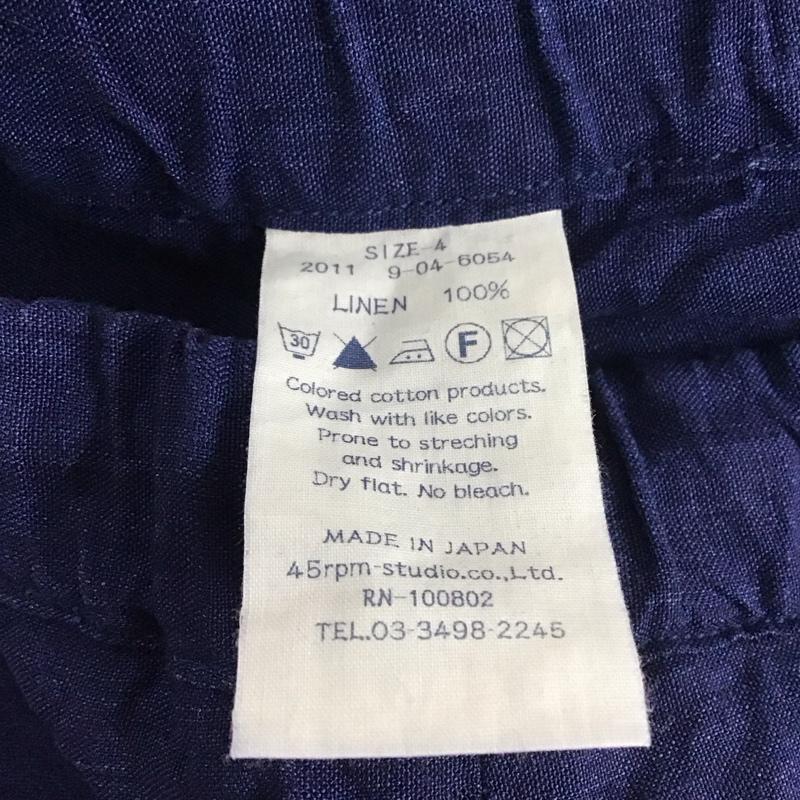 SIZE-4
2011 9-04-6054
LINEN 100%
30 F
Colored cotton products.
Wash with like colors.
Prone to streching
and shrinkage.
Dry flat. No bleach.
MADE IN JAPAN
45rpm-studio.co.,Ltd.
RN-100802
TEL.03-3498-2245